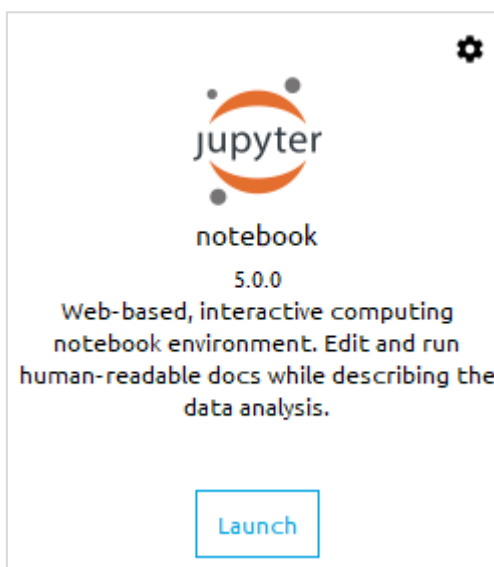 jupyter
notebook
5.0.0
Web-based, interactive computing
notebook environment. Edit and run
human-readable docs while describing the
data analysis.
Launch